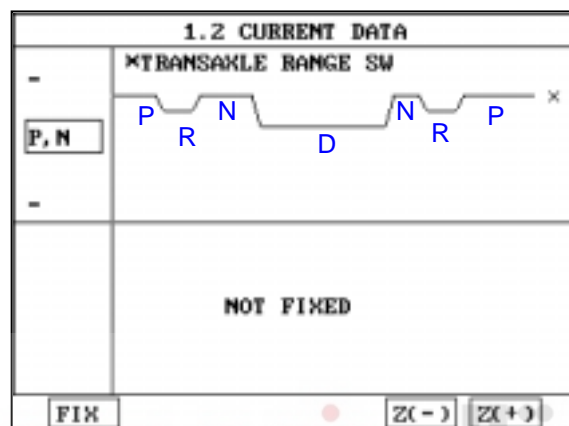 1.2 CURRENT DATA
*TRANSAXLE RANGE SW
P R N D N R P ×
P, N
NOT FIXED
FIX Z(-) Z(+)